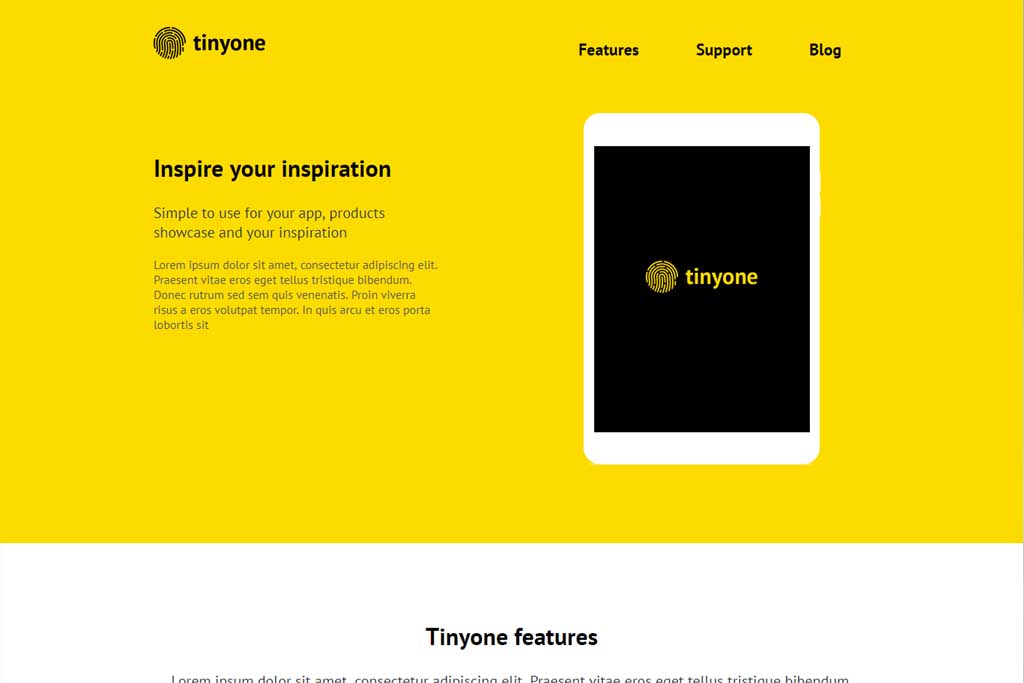 tinyone
Features
Support
Blog
Inspire your inspiration
Simple to use for your app, products
showcase and your inspiration
Lorem ipsum dolor sit amet, consectetur adipiscing elit.
Praesent vitae eros eget tellus tristique bibendum.
Donec rutrum sed sem quis venenatis. Proin viverra
risus a eros volutpat tempor. In quis arcu et eros porta
lobortis sit
tinyone
Tinyone features
Lorem ipsum dolor sit amet, consectetur adipiscing elit. Praesent vitae eros eget tellus tristique bibendum.